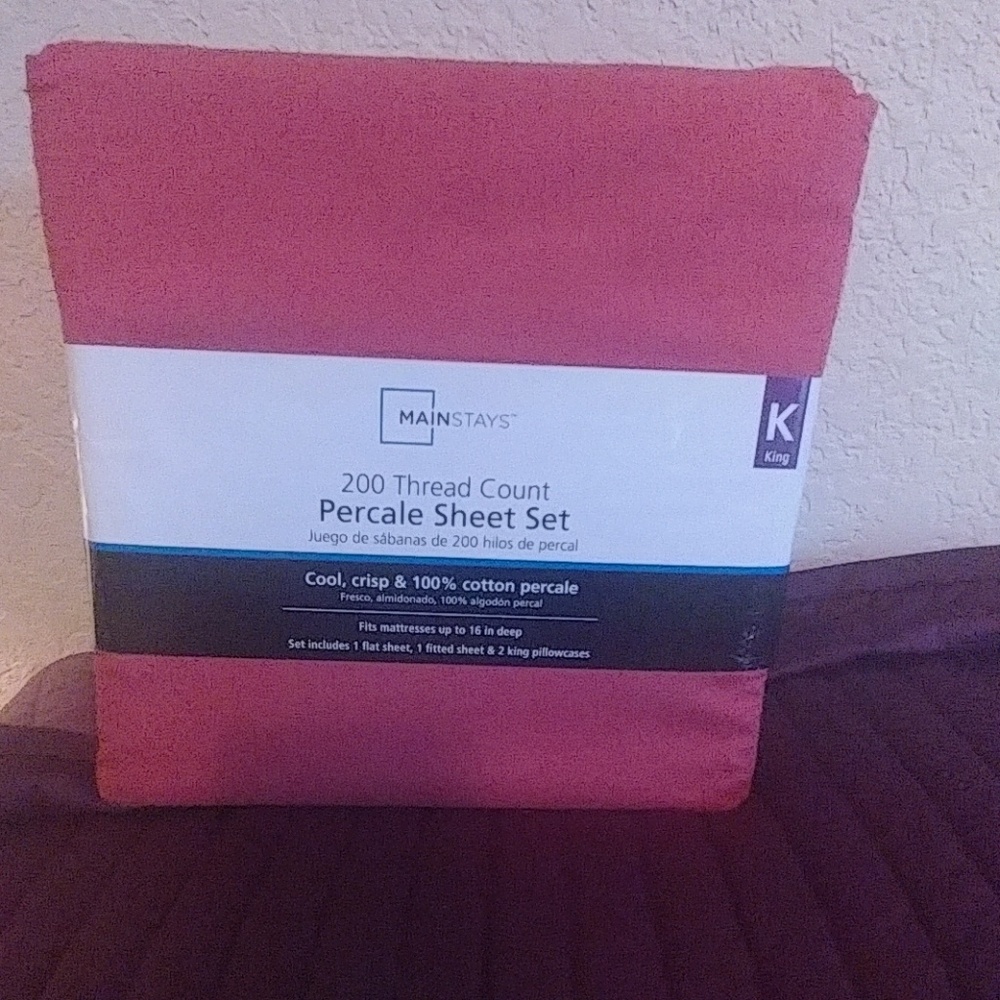 MAINSTAYS™
K
King
200 Thread Count
Percale Sheet Set
Juego de sábanas de 200 hilos de percal
Cool, crisp & 100% cotton percale
Fresco, almidonado, 100% algodón percal
Fits mattresses up to 16 in deep
Set includes 1 flat sheet, 1 fitted sheet & 2 king pillowcases